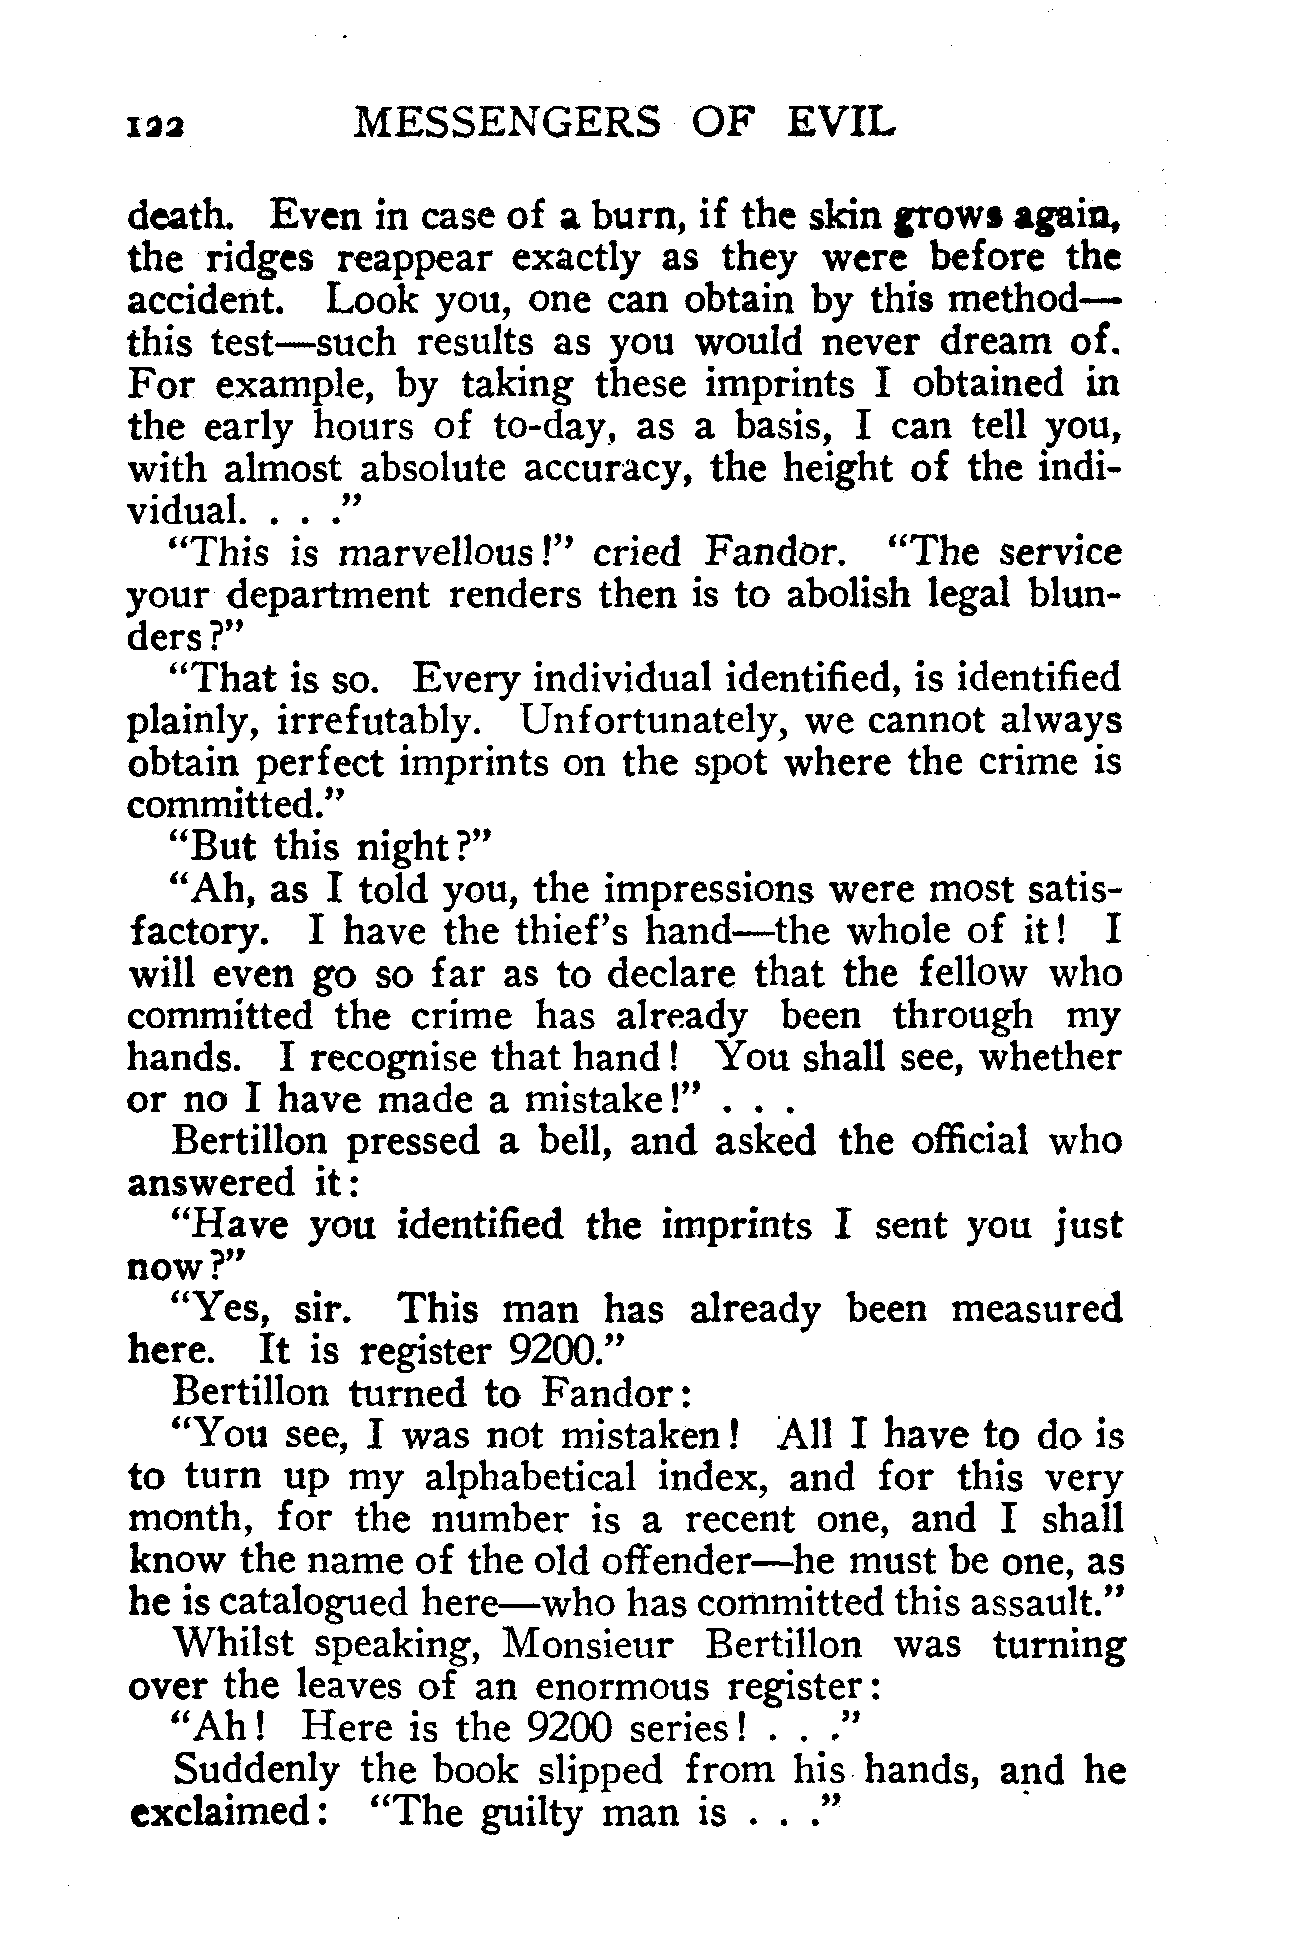 122 MESSENGERS OF EVIL
death. Even in case of a burn, if the skin grows again,
the ridges reappear exactly as they were before the
accident. Look you, one can obtain by this method—
this test—such results as you would never dream of.
For example, by taking these imprints I obtained in
the early hours of to-day, as a basis, I can tell you,
with almost absolute accuracy, the height of the indi-
vidual. . . ."
"This is marvellous!" cried Fandor. "The service
your department renders then is to abolish legal blun-
ders?"
"That is so. Every individual identified, is identified
plainly, irrefutably. Unfortunately, we cannot always
obtain perfect imprints on the spot where the crime is
committed."
"But this night?"
"Ah, as I told you, the impressions were most satis-
factory. I have the thief's hand—the whole of it! I
will even go so far as to declare that the fellow who
committed the crime has already been through my
hands. I recognise that hand! You shall see, whether
or no I have made a mistake!" . . .
Bertillon pressed a bell, and asked the official who
answered it:
"Have you identified the imprints I sent you just
now?"
"Yes, sir. This man has already been measured
here. It is register 9200."
Bertillon turned to Fandor:
"You see, I was not mistaken! All I have to do is
to turn up my alphabetical index, and for this very
month, for the number is a recent one, and I shall
know the name of the old offender—he must be one, as
he is catalogued here—who has committed this assault."
Whilst speaking, Monsieur Bertillon was turning
over the leaves of an enormous register:
"Ah! Here is the 9200 series! . . ."
Suddenly the book slipped from his hands, and he
exclaimed: "The guilty man is . . ."